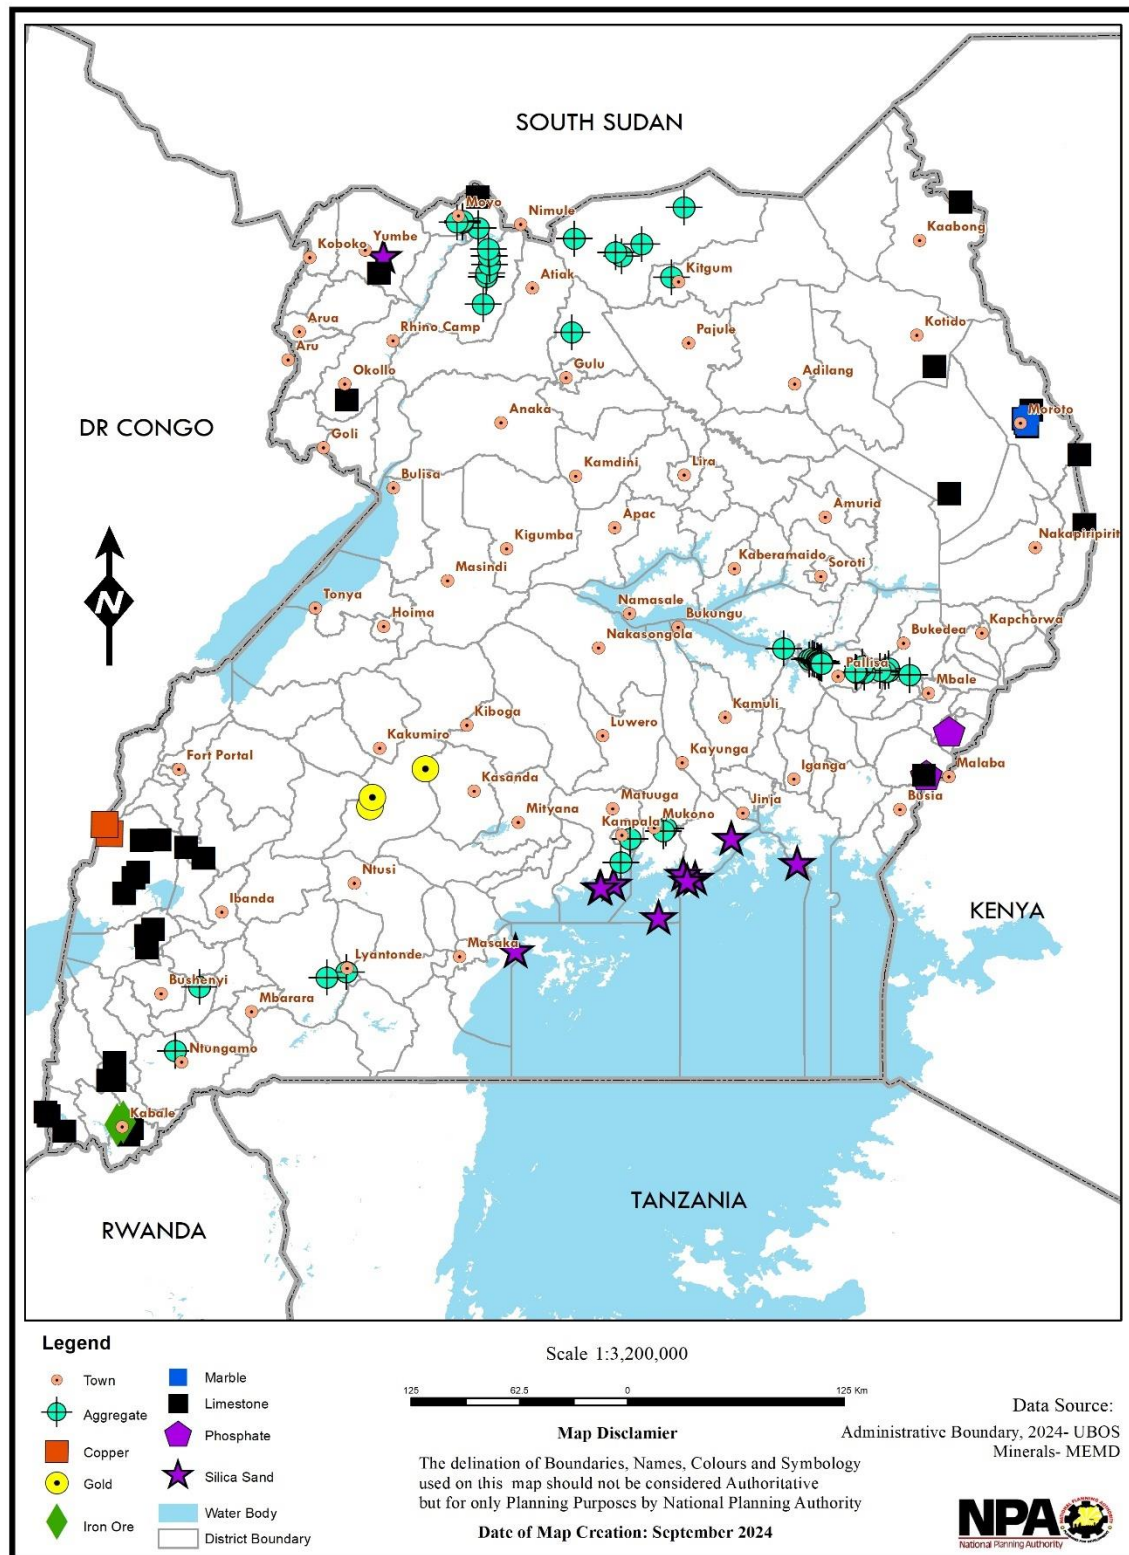 SOUTH SUDAN
Moyo
Nimule
Kaabong
Yumbe
Koboko
Kitgum
Atiak
Arua
Rhino Camp
Pajule
Kotido
Aru
Okollo
Gulu
Adilang
DR CONGO
Anaka
Moroto
Goli
Kamdini
Lira
Bulisa
Amuria
Apac
Kigumba
Nakapiripirit
Kaberamaido
Masindi
Soroti
N
Tonya
Namasale
Hoima
Bukungu
Kapchorwa
Nakasongola
Bukedea
Pallisa
Mbale
Kamuli
Kiboga
Luwero
Kakumiro
Fort Portal
Kayunga
Iganga
Malaba
Kasanda
Matuuga
Jinja
Busia
Mityana
Kampala
Mukono
Ntusi
Ibanda
KENYA
Lyantonde
Masaka
Bushenyi
Mbarara
Ntungamo
Kabale
TANZANIA
RWANDA
Legend
Town
Aggregate
Copper
Gold
Iron Ore
Marble
Limestone
Phosphate
Silica Sand
Water Body
District Boundary
Scale 1:3,200,000
125 62.5 0 125 Km
Map Disclamier
The delination of Boundaries, Names, Colours and Symbology
used on this map should not be considered Authoritative
but for only Planning Purposes by National Planning Authority
Date of Map Creation: September 2024
Data Source:
Administrative Boundary, 2024- UBOS
Minerals- MEMD
NPA
National Planning Authority